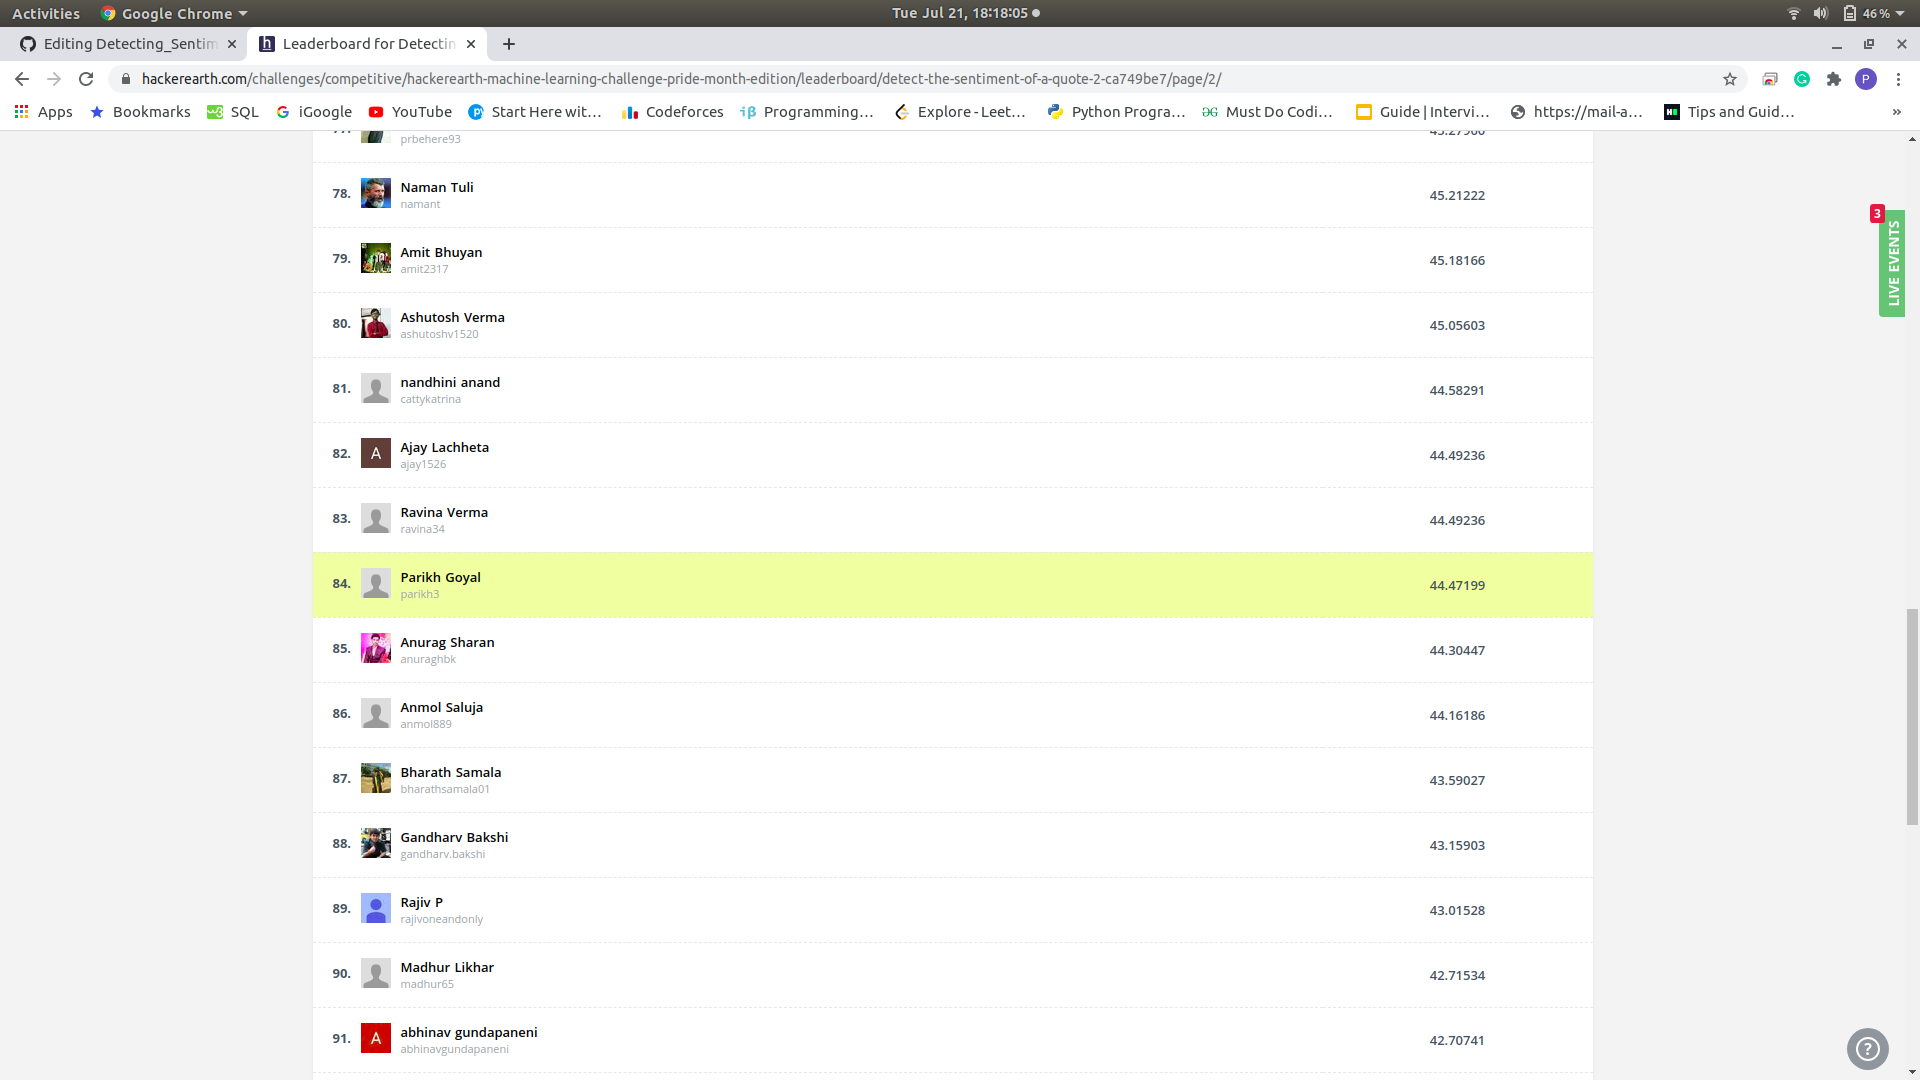 Activities Google Chrome Tue Jul 21, 18:18:05 46 %
Editing Detecting_Sentim Leaderboard for Detectin
hackerearth.com/challenges/competitive/hackerearth-machine-learning-challenge-pride-month-edition/leaderboard/detect-the-sentiment-of-a-quote-2-ca749be7/page/2/ P
Apps Bookmarks SQL iGoogle YouTube Start Here wit... Codeforces Programming... Explore - Leet... Python Progra... Must Do Codi... Guide | Intervi... https://mail-a... Tips and Guid... »
prbehere93
78. Naman Tuli 45.21222
namant
3
LIVE EVENTS
79. Amit Bhuyan 45.18166
amit2317
80. Ashutosh Verma 45.05603
ashutoshv1520
81. nandhini anand 44.58291
cattykatrina
82. A Ajay Lachheta 44.49236
ajay1526
83. Ravina Verma 44.49236
ravina34
84. Parikh Goyal 44.47199
parikh3
85. Anurag Sharan 44.30447
anuraghbk
86. Anmol Saluja 44.16186
anmol889
87. Bharath Samala 43.59027
bharathsamala01
88. Gandharv Bakshi 43.15903
gandharv.bakshi
89. Rajiv P 43.01528
rajivoneandonly
90. Madhur Likhar 42.71534
madhur65
91. A abhinav gundapaneni 42.70741
abhinavgundapaneni
?